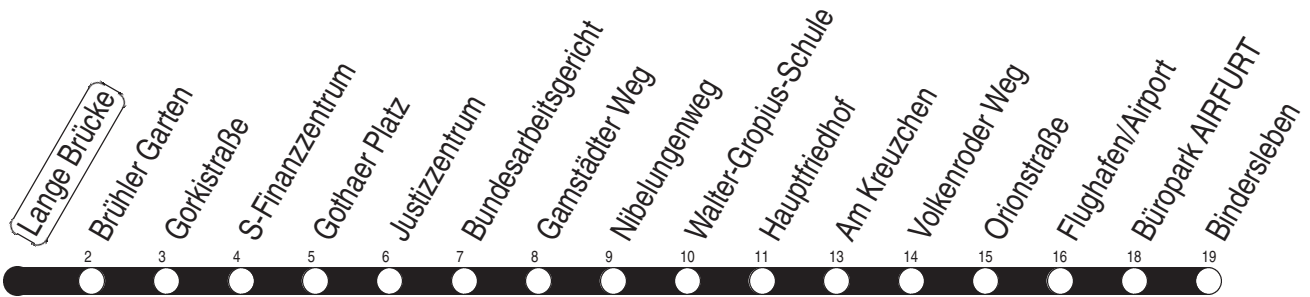 Lange Brücke
Brühler Garten
Gorkistraße
S-Finanzzentrum
Gothaer Platz
Justizzentrum
Bundesarbeitsgericht
Gamstädter Weg
Nibelungenweg
Walter-Gropius-Schule
Hauptfriedhof
Am Kreuzchen
Volkenroder Weg
Orionstraße
Flughafen/Airport
Büropark AIRFURT
Bindersleben
2 3 4 5 6 7 8 9 10 11 13 14 15 16 18 19